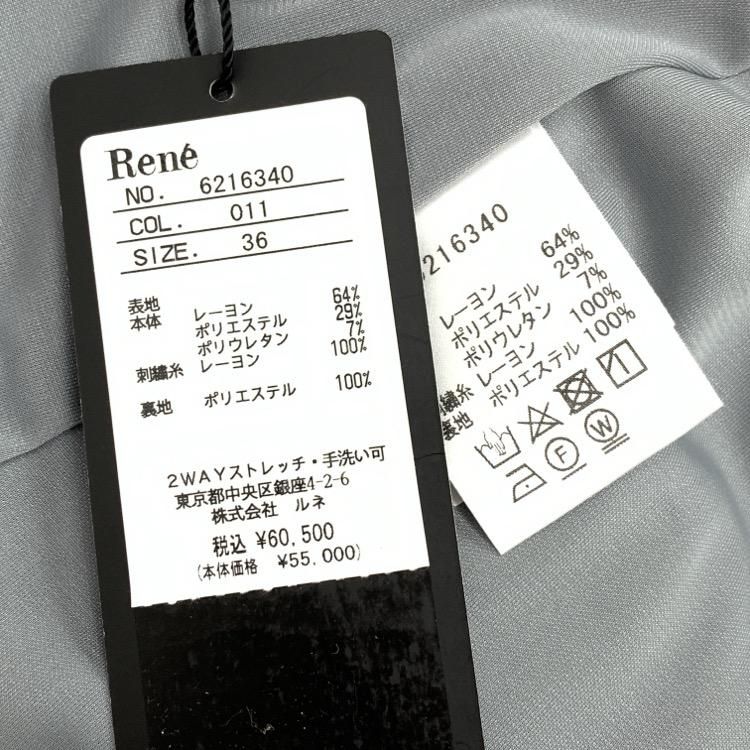 René
NO. 6216340
COL. 011
SIZE. 36
表地
本体 レーヨン 64%
ポリエステル 29%
ポリウレタン 7%
刺繍糸 レーヨン 100%
裏地 ポリエステル 100%
2WAYストレッチ・手洗い可
東京都中央区銀座4-2-6
株式会社 ルネ
税込 ¥60,500
(本体価格 ¥55,000)
216340
レーヨン 64%
ポリエステル 29%
ポリウレタン 7%
繍糸 レーヨン 100%
地 ポリエステル 100%
F
W